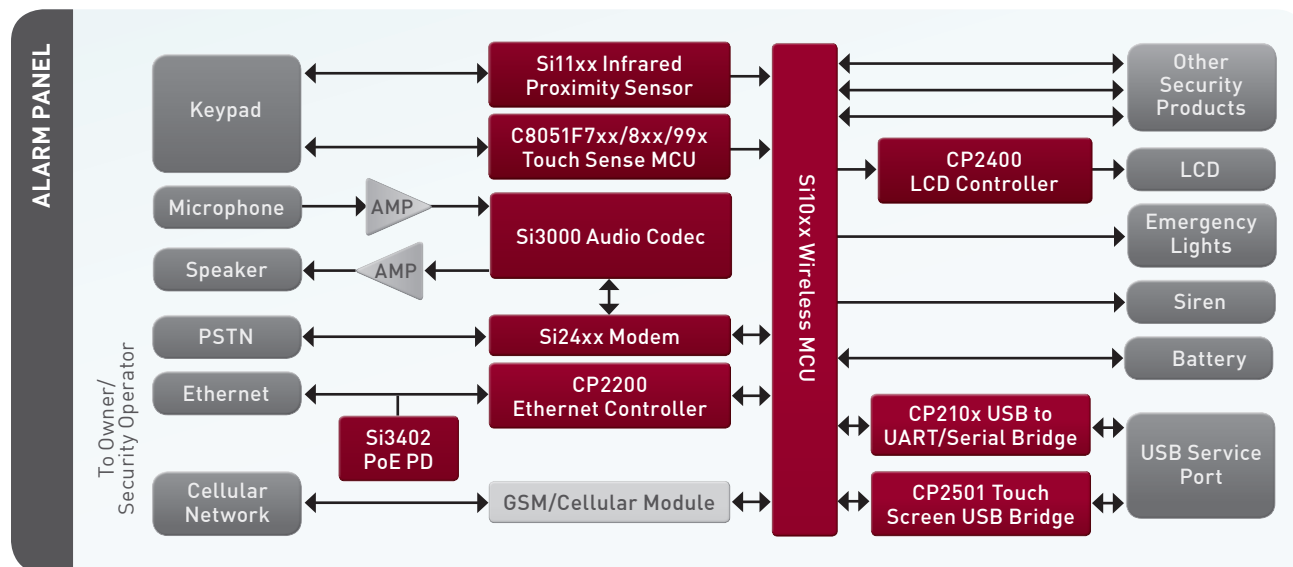 ALARM PANEL
Keypad
Microphone
Speaker
PSTN
Ethernet
Cellular
Network
To Owner/
Security Operator
AMP
AMP
Si3402
PoE PD
Si11xx Infrared
Proximity Sensor
C8051F7xx/8xx/99x
Touch Sense MCU
Si3000 Audio Codec
Si24xx Modem
CP2200
Ethernet Controller
GSM/Cellular Module
Si10xx Wireless MCU
CP2400
LCD Controller
CP210x USB to
UART/Serial Bridge
CP2501 Touch
Screen USB Bridge
Other
Security
Products
LCD
Emergency
Lights
Siren
Battery
USB Service
Port